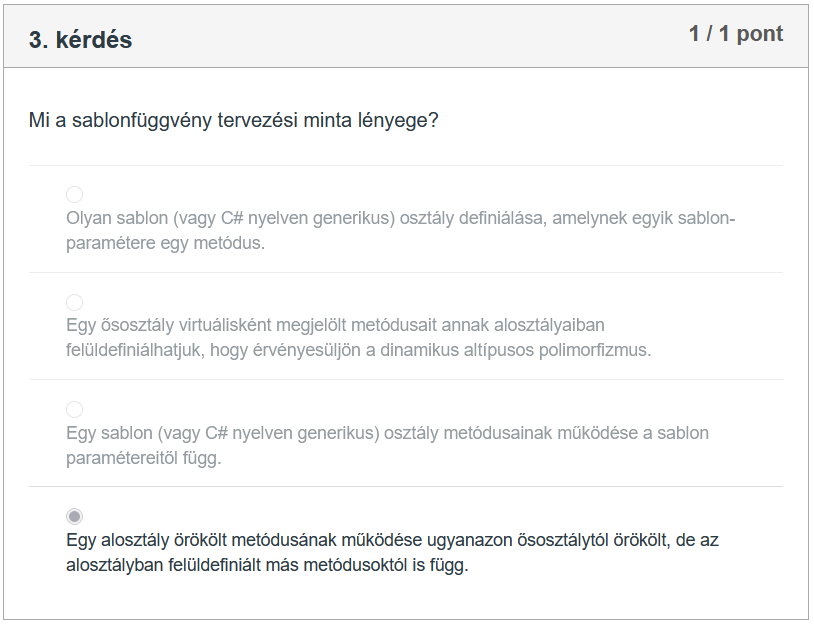 3. kérdés
1 / 1 pont
Mi a sablonfüggvény tervezési minta lényege?
Olyan sablon (vagy C# nyelven generikus) osztály definiálása, amelynek egyik sablon-
paramétere egy metódus.
Egy ősosztály virtuálisként megjelölt metódusait annak alosztályaiban
felüldefiniálhatjuk, hogy érvényesüljön a dinamikus altípusos polimorfizmus.
Egy sablon (vagy C# nyelven generikus) osztály metódusainak működése a sablon
paramétereitől függ.
Egy alosztály örökölt metódusának működése ugyanazon ősosztálytól örökölt, de az
alosztályban felüldefiniált más metódusoktól is függ.